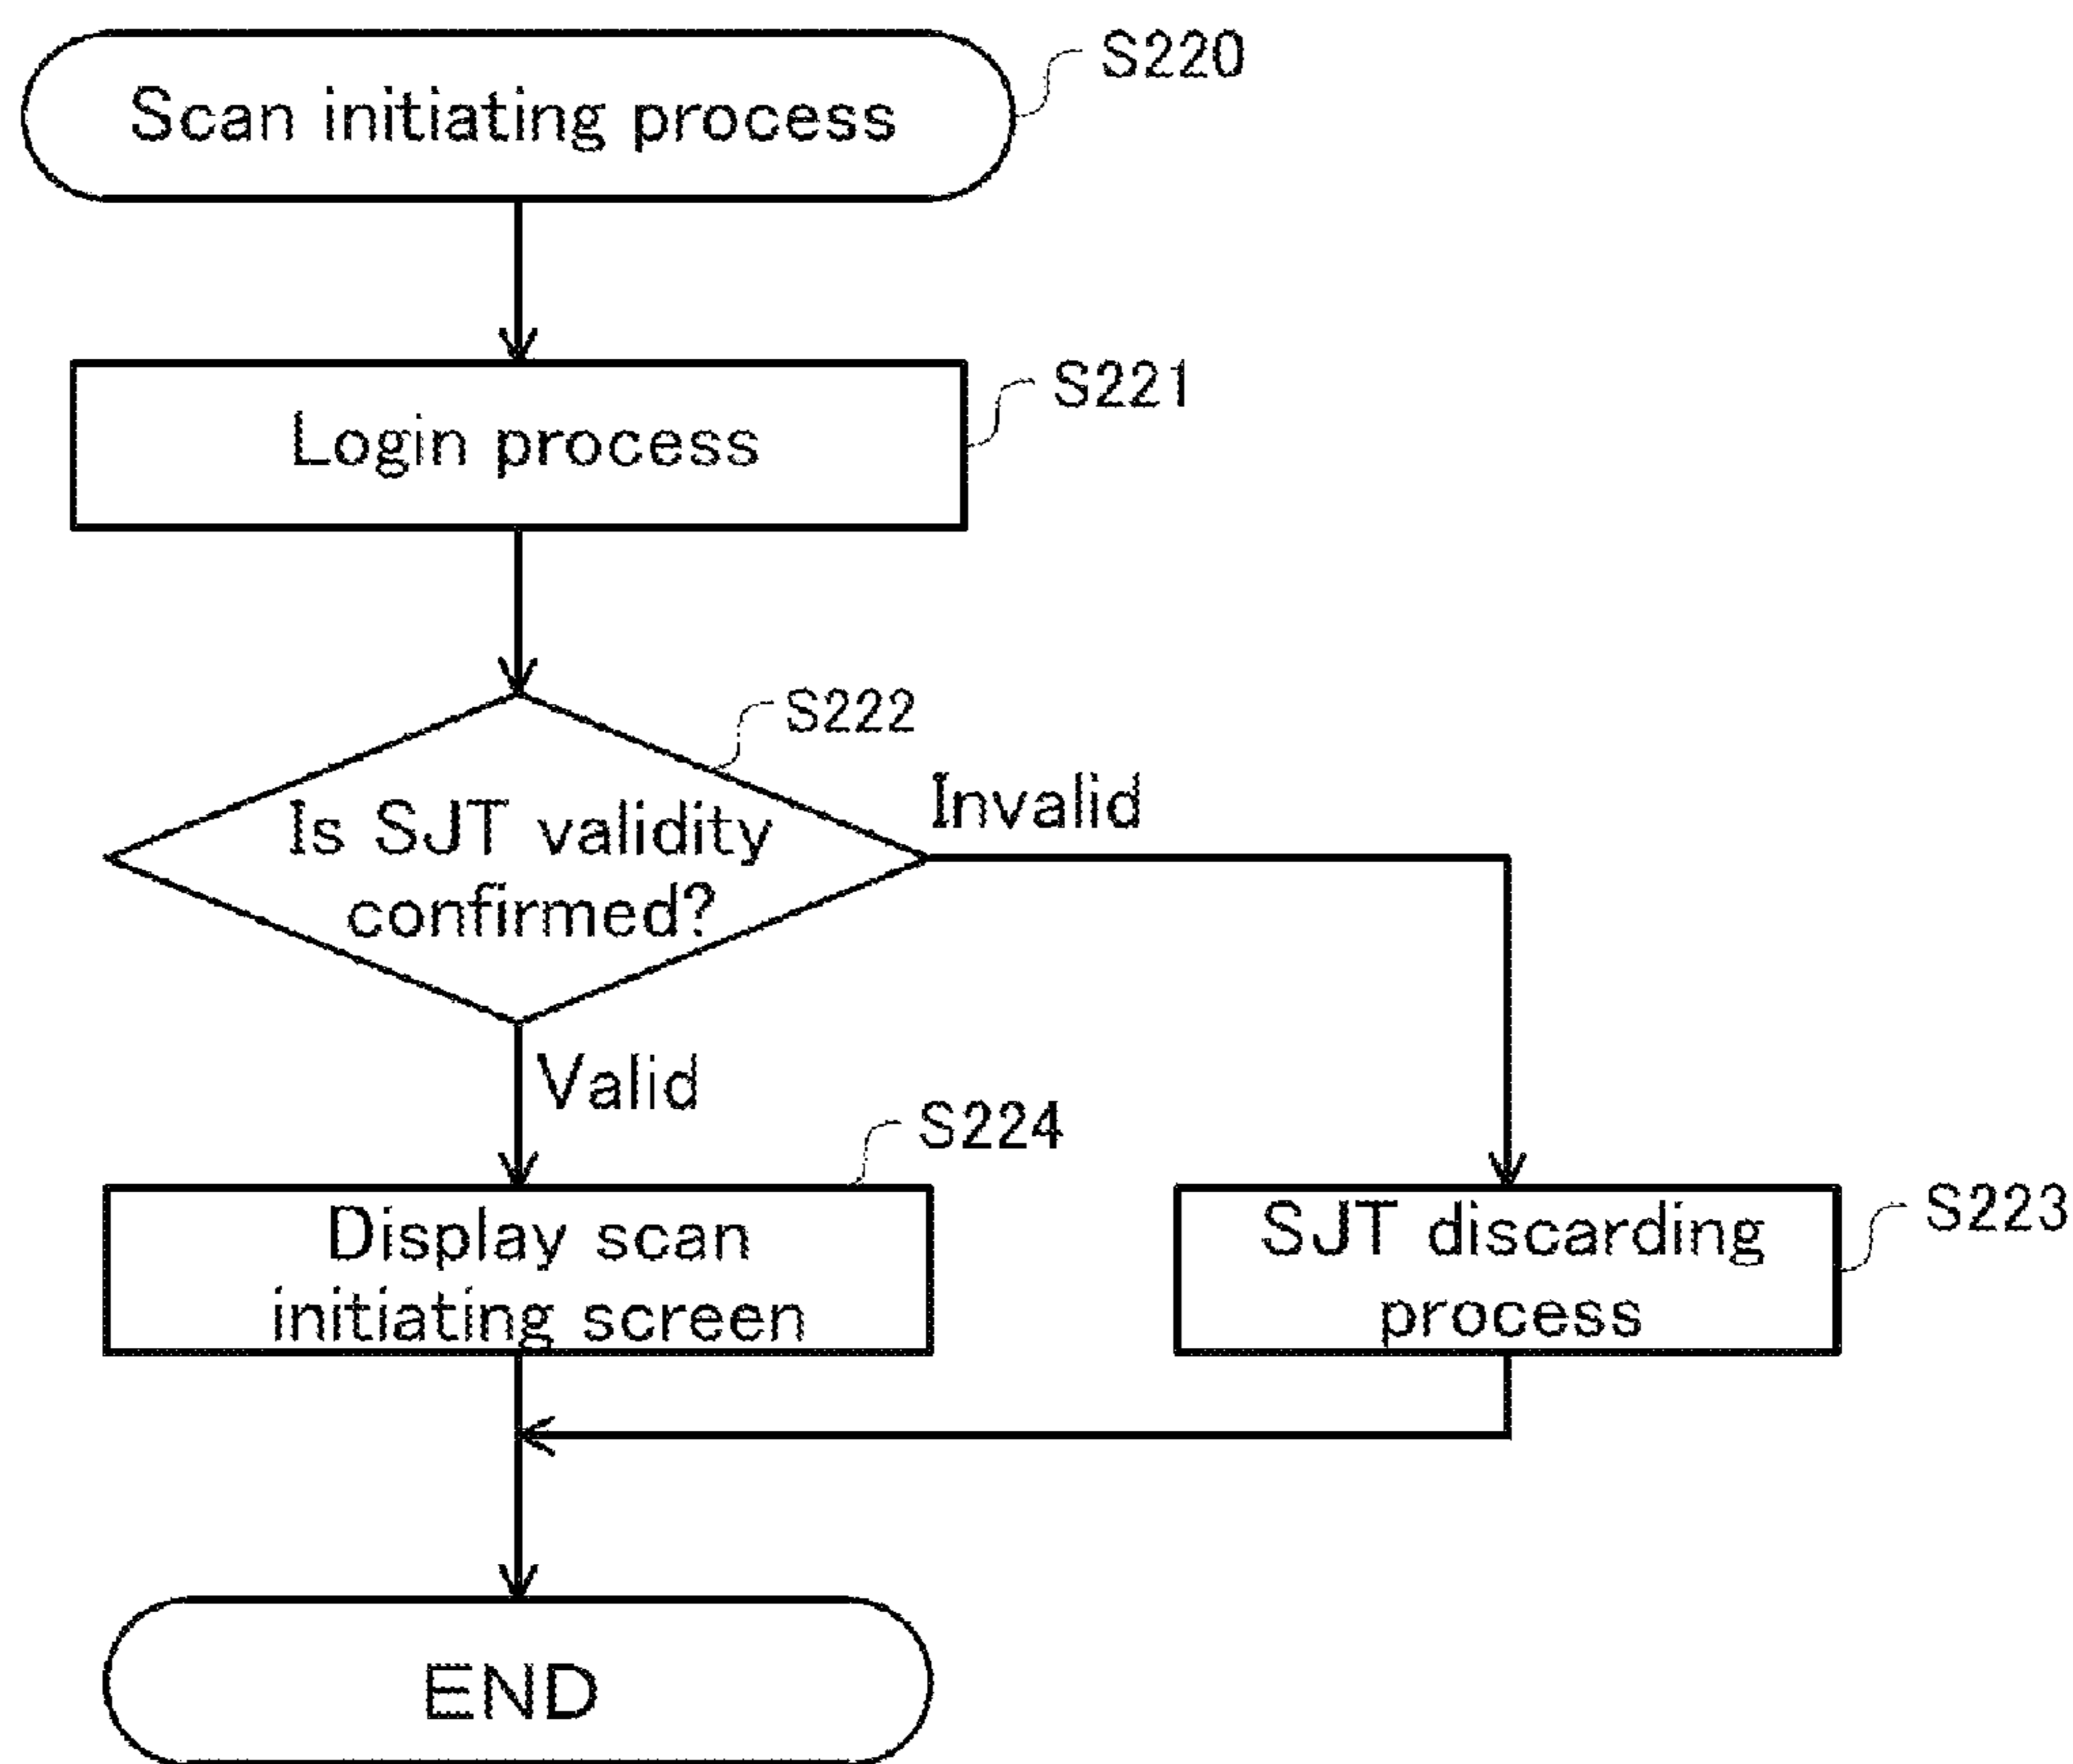 S220
Scan initiating process
S221
Login process
S222
Is SJT validity
confirmed?
Invalid
Valid
S224
Display scan
initiating screen
S223
SJT discarding
process
END